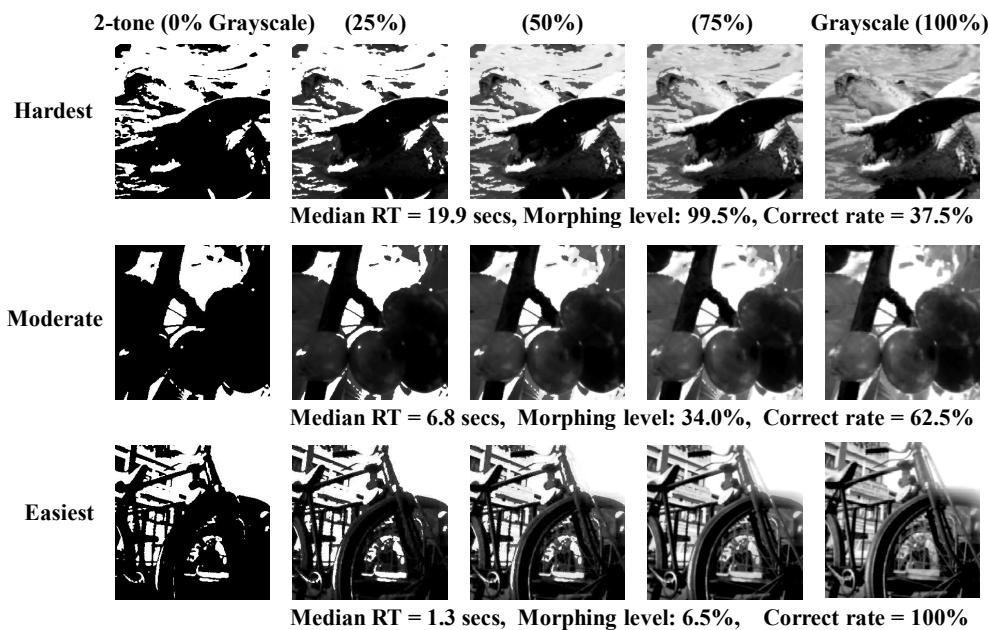 2-tone (0% Grayscale) (25%) (50%) (75%) Grayscale (100%)
Hardest
Median RT = 19.9 secs, Morphing level: 99.5%, Correct rate = 37.5%
Moderate
Median RT = 6.8 secs, Morphing level: 34.0%, Correct rate = 62.5%
Easiest
Median RT = 1.3 secs, Morphing level: 6.5%, Correct rate = 100%